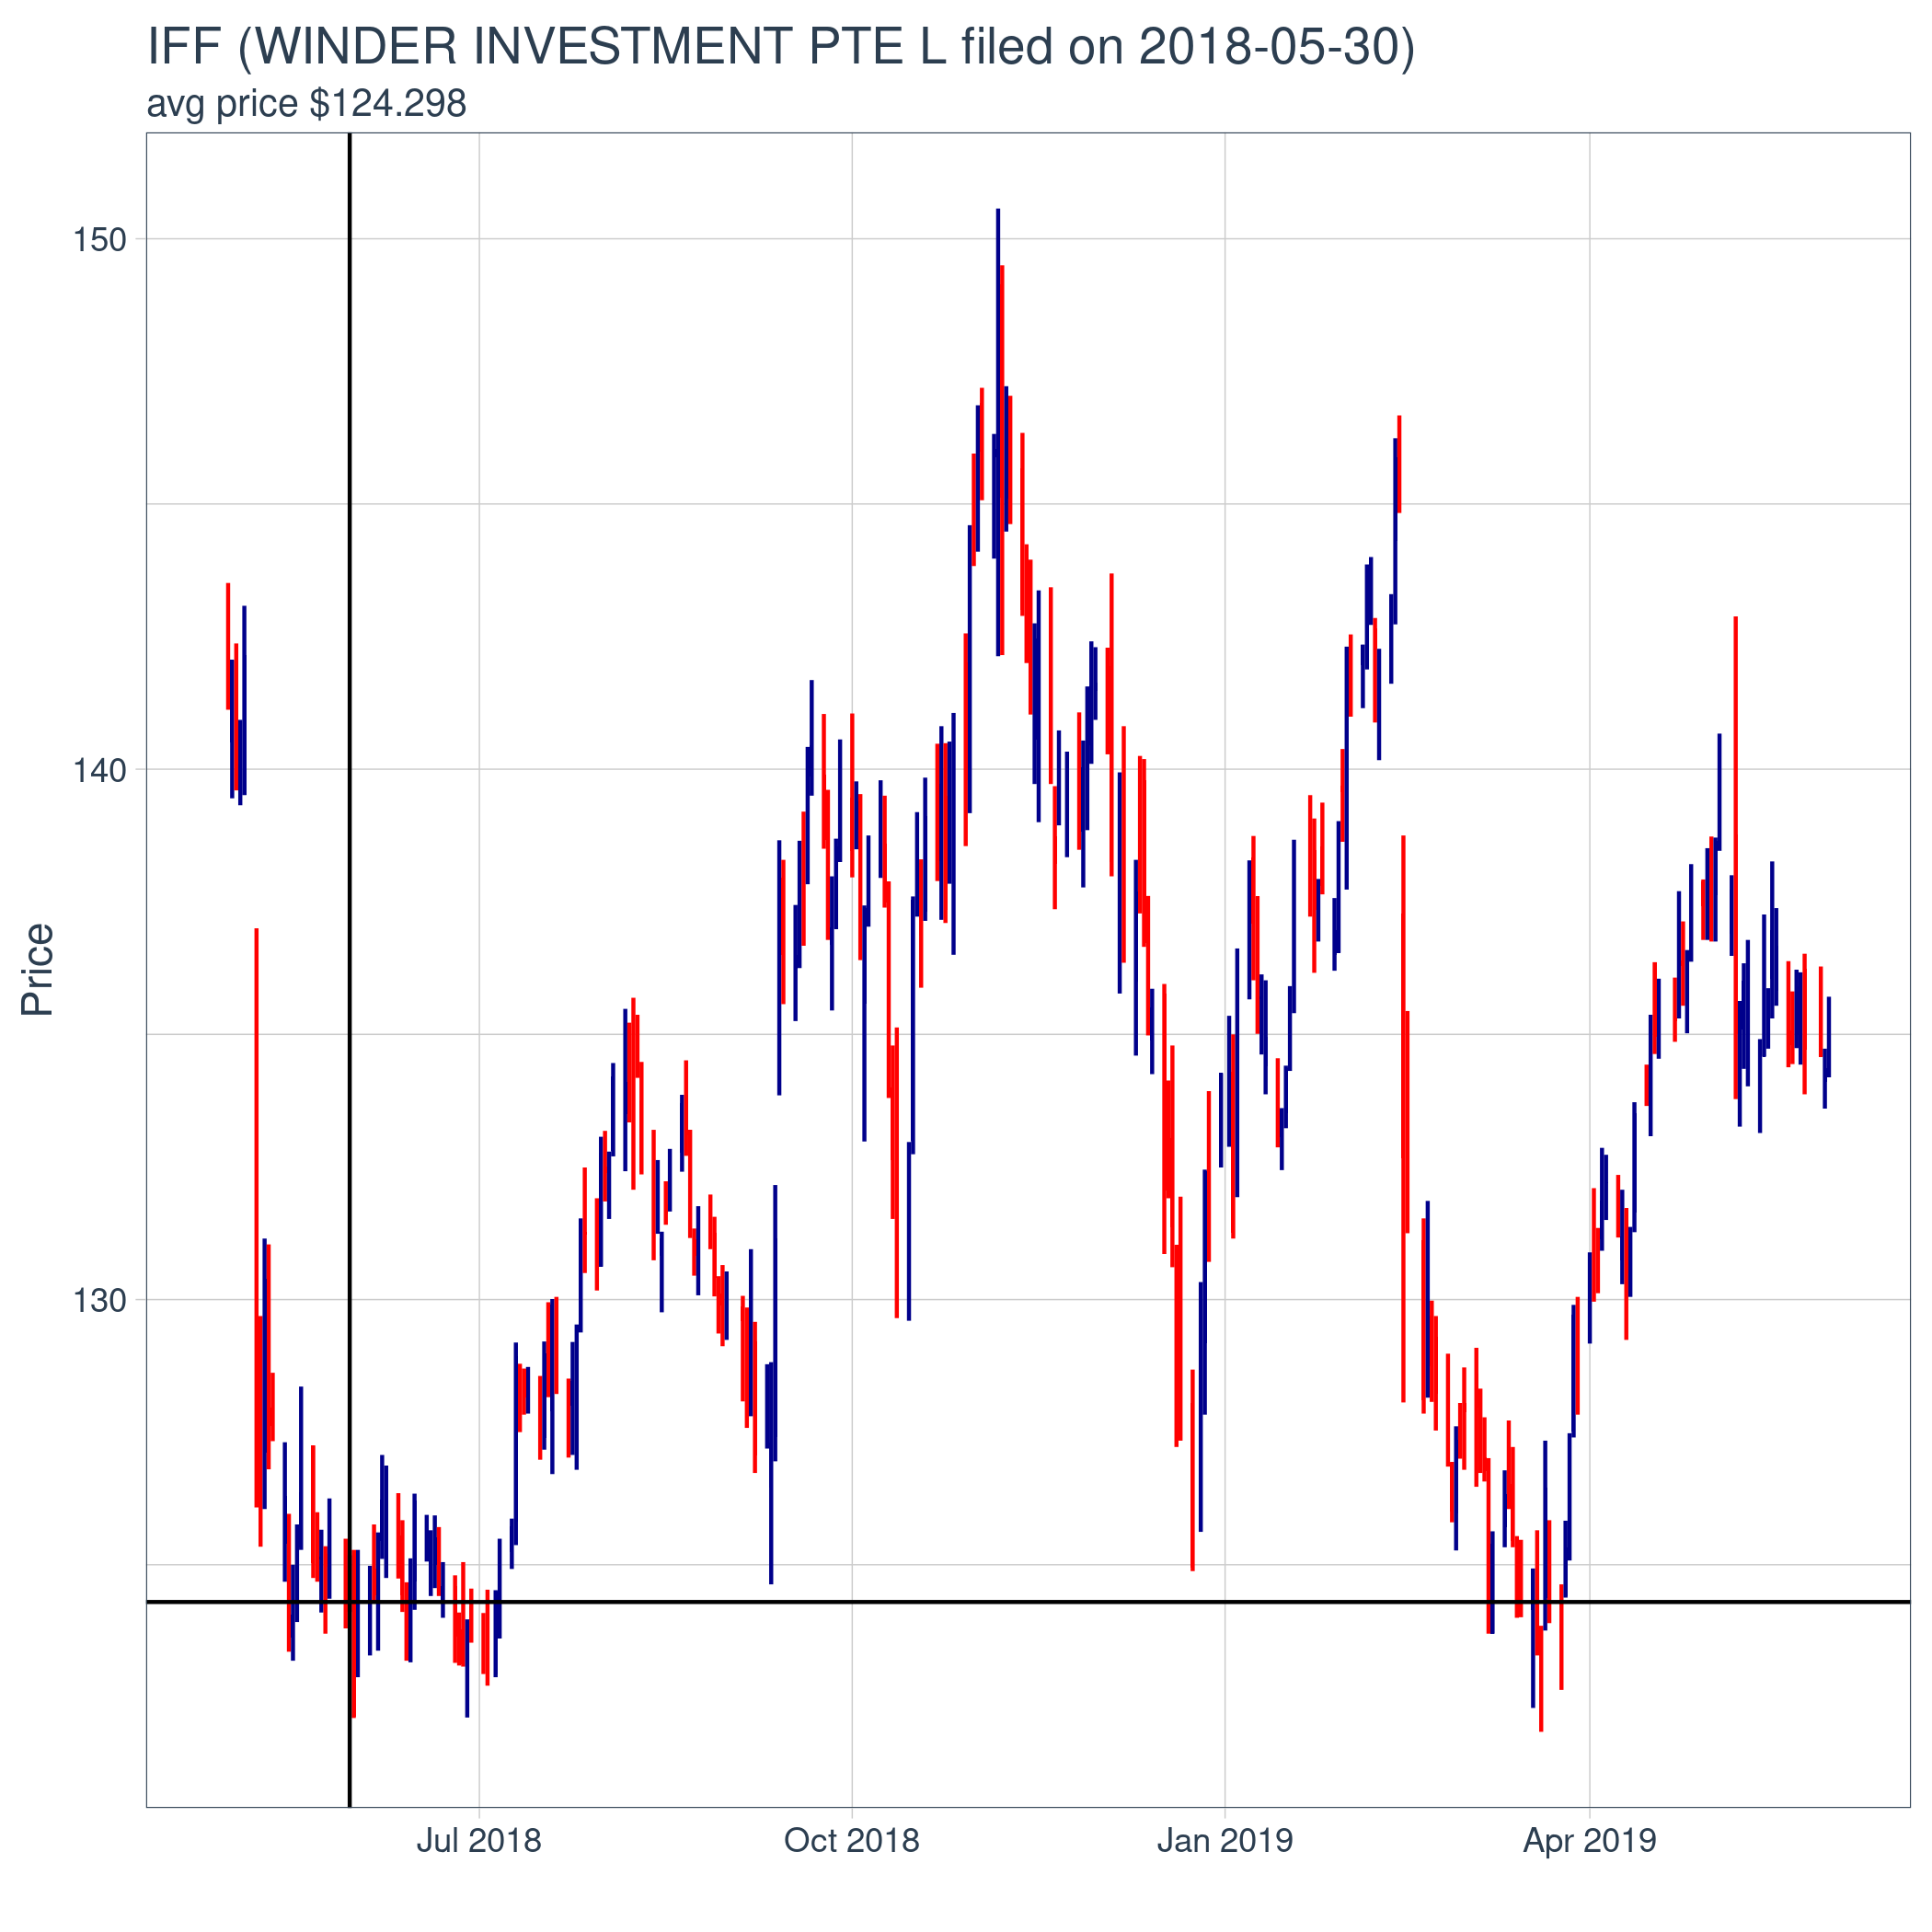 IFF (WINDER INVESTMENT PTE L filed on 2018-05-30)
avg price $124.298
150
140
130
Price
Jul 2018
Oct 2018
Jan 2019
Apr 2019